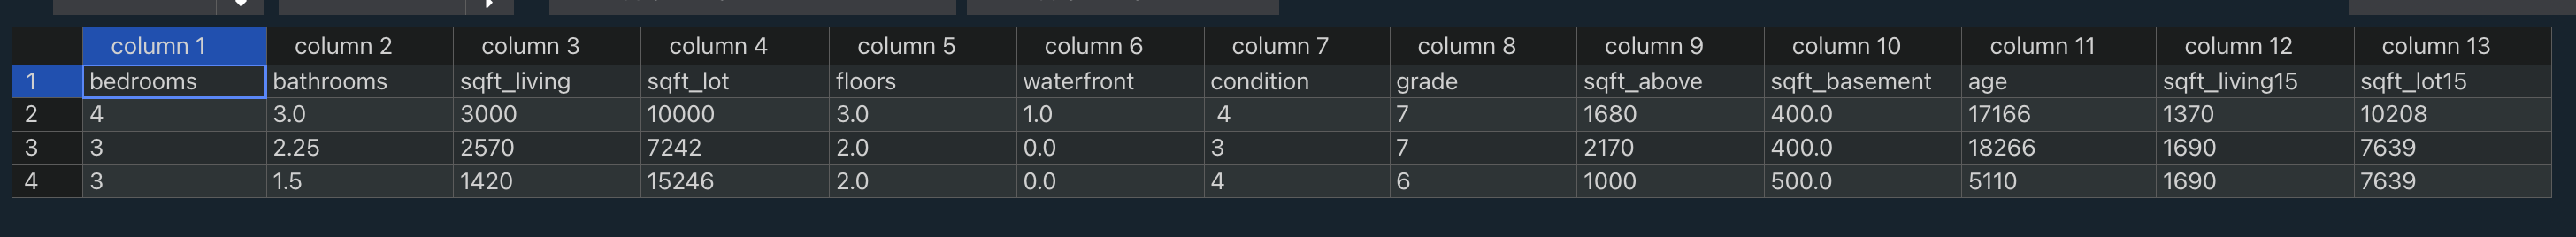 column 1 column 2 column 3 column 4 column 5 column 6 column 7 column 8 column 9 column 10 column 11 column 12 column 13
1 bedrooms bathrooms sqft_living sqft_lot floors waterfront condition grade sqft_above sqft_basement age sqft_living15 sqft_lot15
2 4 3.0 3000 10000 3.0 1.0 4 7 1680 400.0 17166 1370 10208
3 3 2.25 2570 7242 2.0 0.0 3 7 2170 400.0 18266 1690 7639
4 3 1.5 1420 15246 2.0 0.0 4 6 1000 500.0 5110 1690 7639